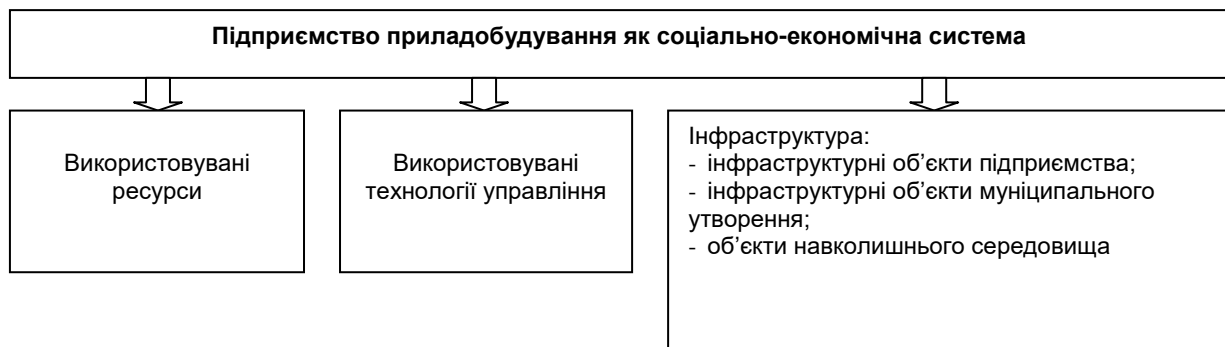 Підприємство приладобудування як соціально-економічна система
Використовувані
ресурси
Використовувані
технології управління
Інфраструктура:
- інфраструктурні об’єкти підприємства;
- інфраструктурні об’єкти муніципального
утворення;
- об’єкти навколишнього середовища